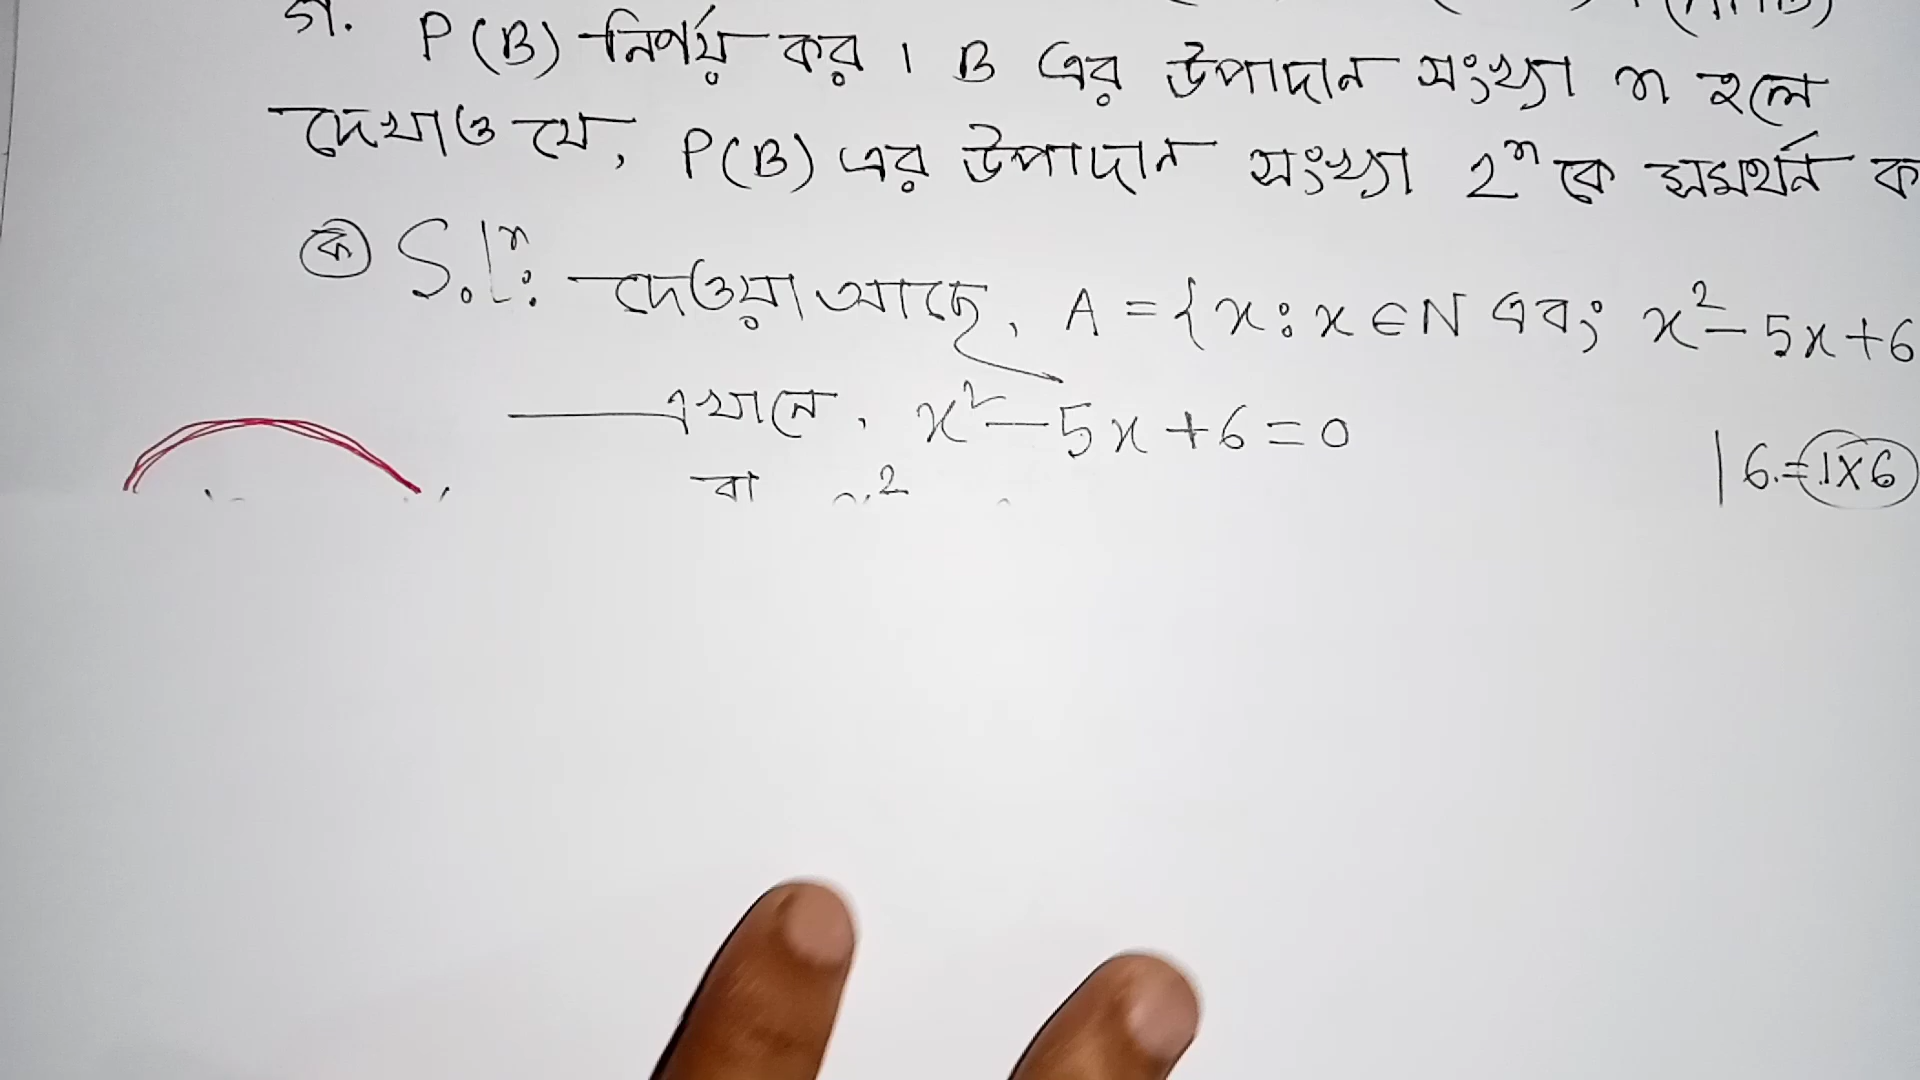 গ. P(B) নির্ণয় কর। B এর উপাদান সংখ্যা n হলে
দেখাও যে, P(B) এর উপাদান সংখ্যা 2ⁿ কে সমর্থন ক
ক Solⁿ: দেওয়া আছে, A = {x : x ∈ N এবং x² - 5x + 6
এখানে, x² - 5x + 6 = 0
6 = 1 x 6
বা